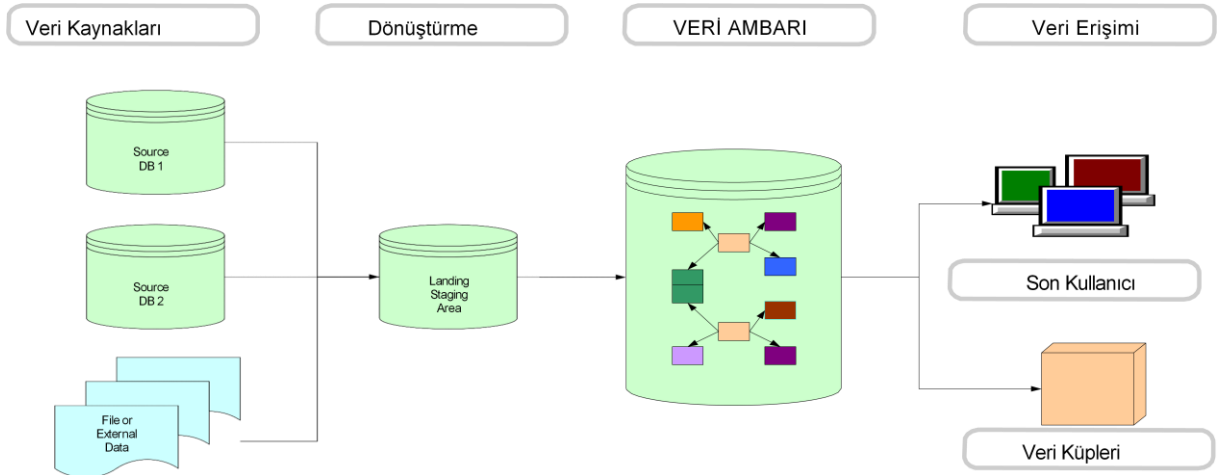 Veri Kaynakları
Dönüştürme
VERİ AMBARI
Veri Erişimi
Source
DB 1
Source
DB 2
File or
External
Data
Landing
Staging
Area
Son Kullanıcı
Veri Küpleri